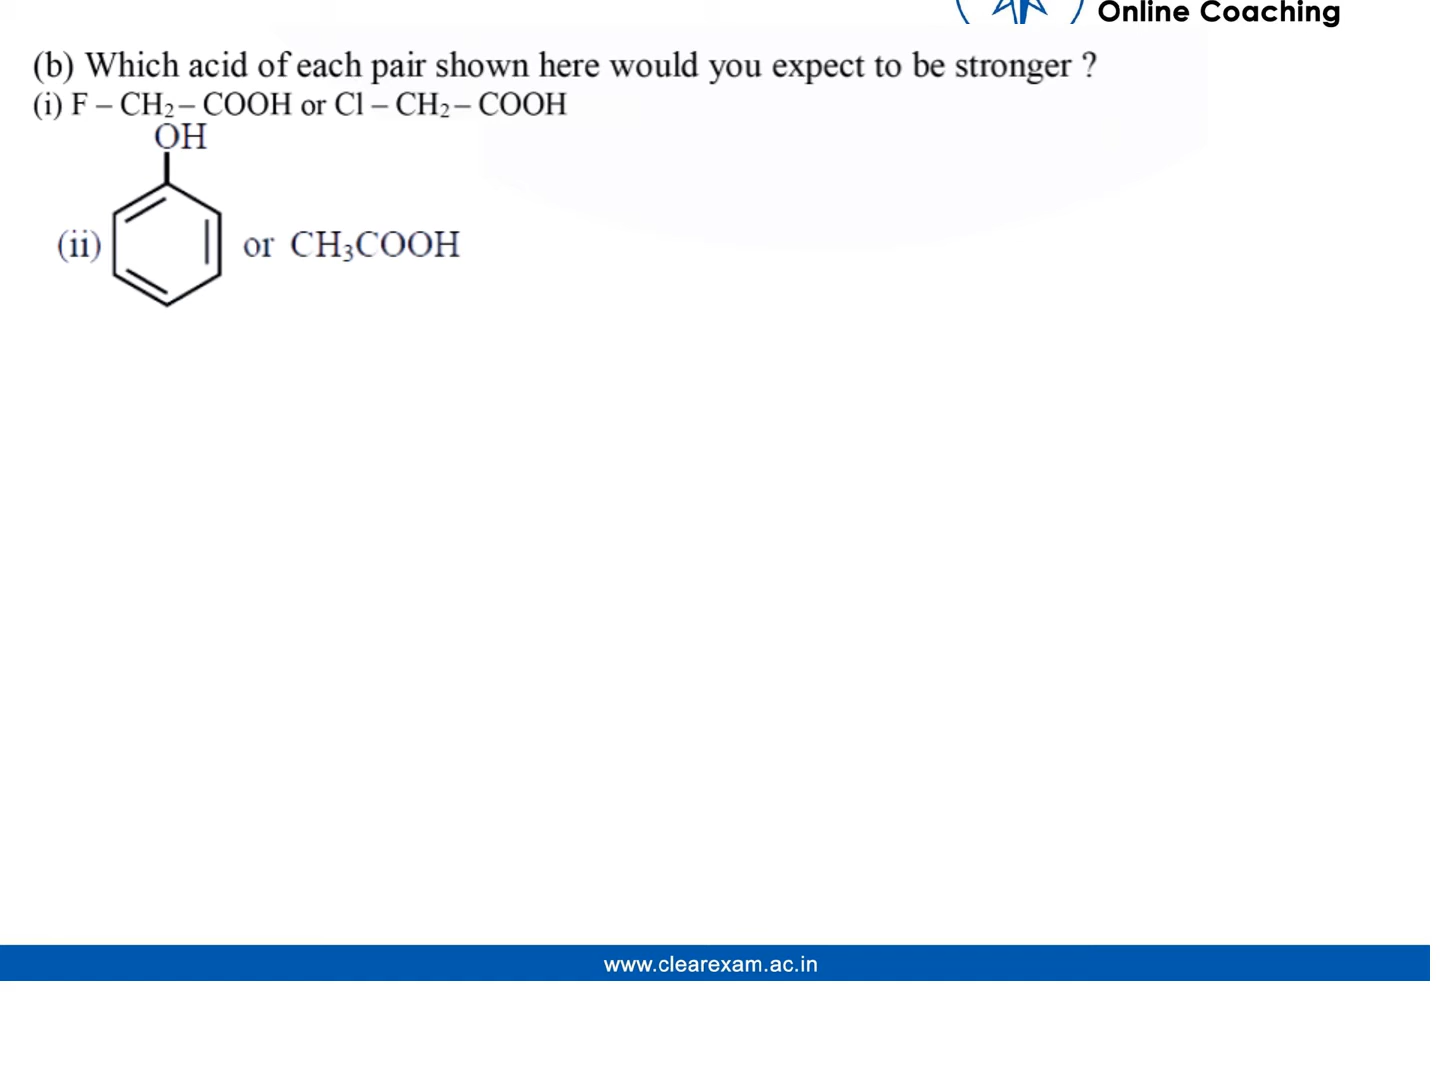 Online Coaching
(b) Which acid of each pair shown here would you expect to be stronger ?
(i) F – CH₂– COOH or Cl – CH₂– COOH
OH
(ii) or CH₃COOH
www.clearexam.ac.in